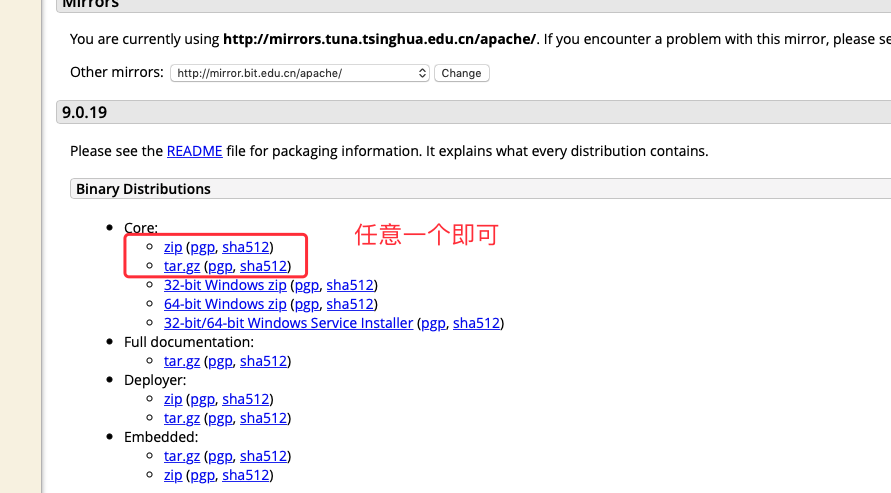 Mirrors
You are currently using http://mirrors.tuna.tsinghua.edu.cn/apache/. If you encounter a problem with this mirror, please se
Other mirrors: http://mirror.bit.edu.cn/apache/ Change
9.0.19
Please see the README file for packaging information. It explains what every distribution contains.
Binary Distributions
Core:
任意一个即可
zip (pgp, sha512)
tar.gz (pgp, sha512)
32-bit Windows zip (pgp, sha512)
64-bit Windows zip (pgp, sha512)
32-bit/64-bit Windows Service Installer (pgp, sha512)
Full documentation:
tar.gz (pgp, sha512)
Deployer:
zip (pgp, sha512)
tar.gz (pgp, sha512)
Embedded:
tar.gz (pgp, sha512)
zip (pgp, sha512)